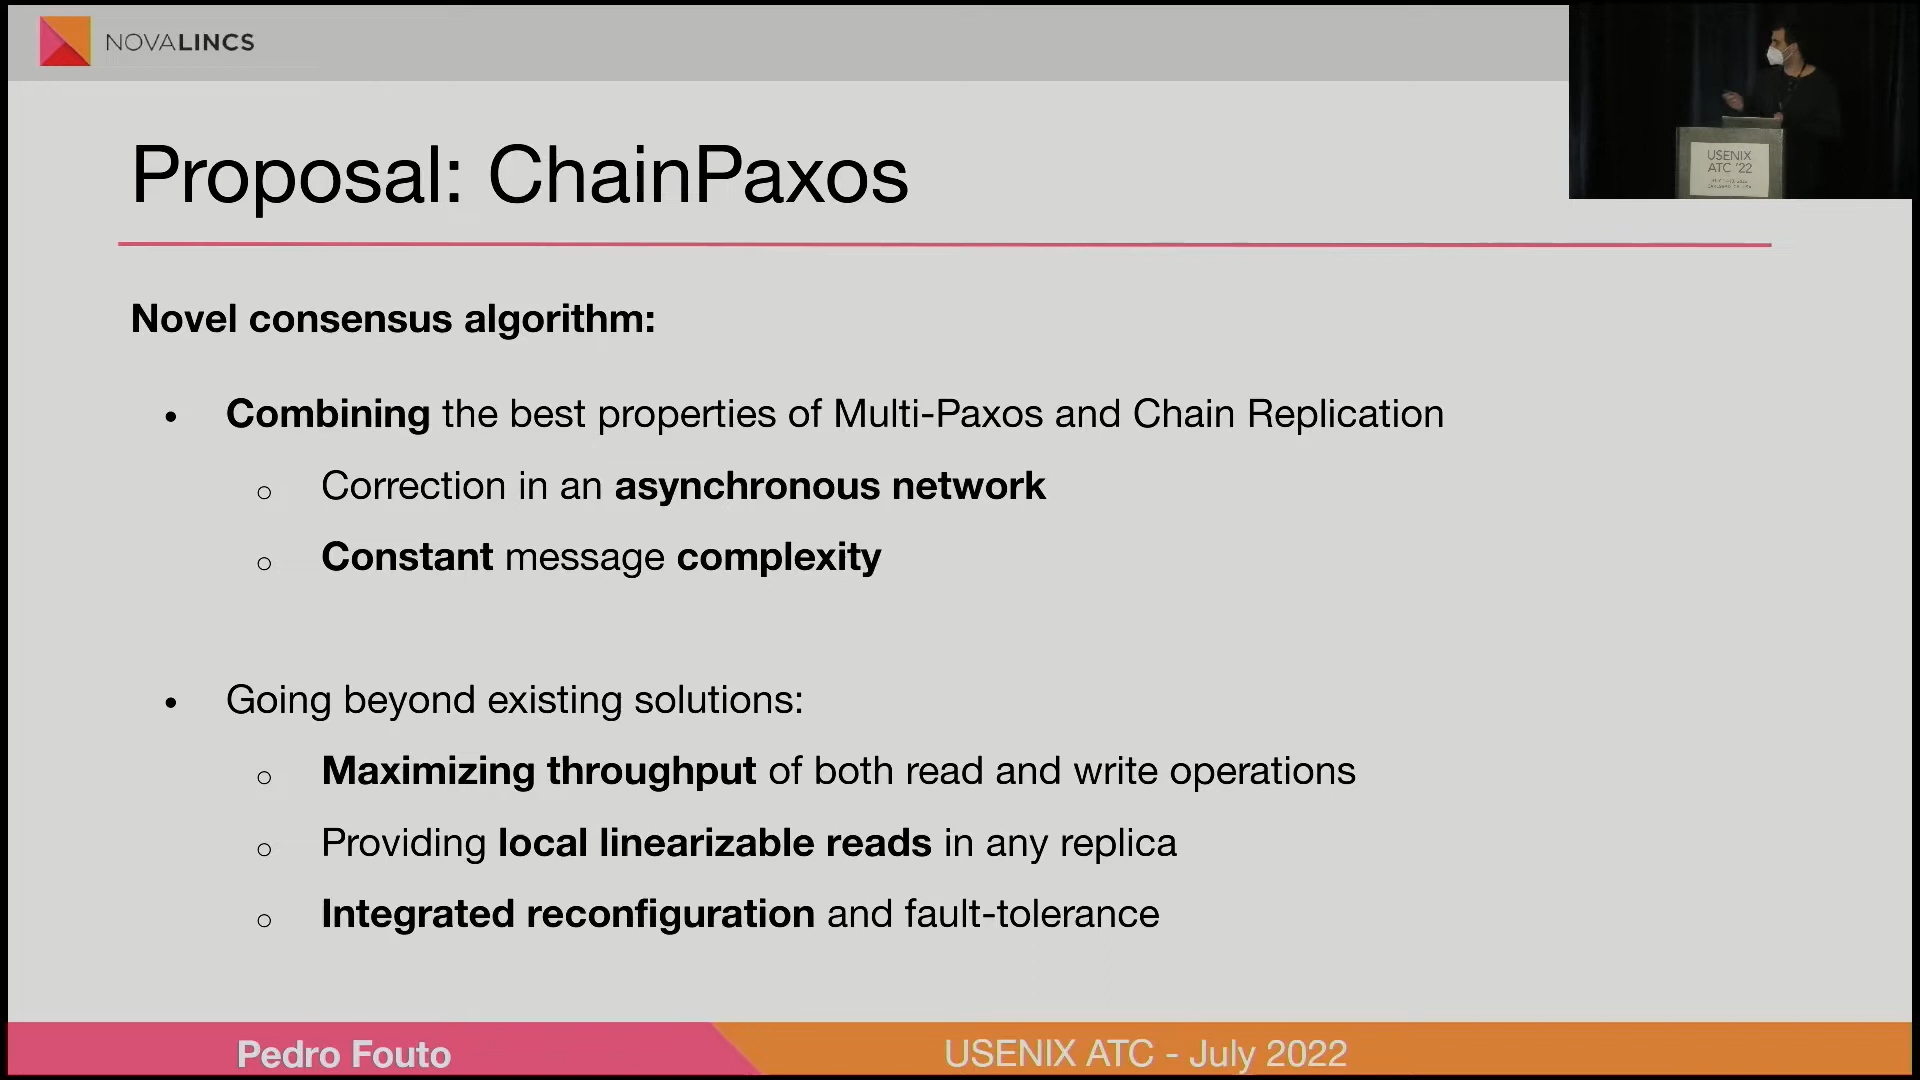 NOVALINCS
USENIX
ATC '22
Proposal: ChainPaxos
Novel consensus algorithm:
• Combining the best properties of Multi-Paxos and Chain Replication
○ Correction in an asynchronous network
○ Constant message complexity
• Going beyond existing solutions:
○ Maximizing throughput of both read and write operations
○ Providing local linearizable reads in any replica
○ Integrated reconfiguration and fault-tolerance
Pedro Fouto
USENIX ATC - July 2022